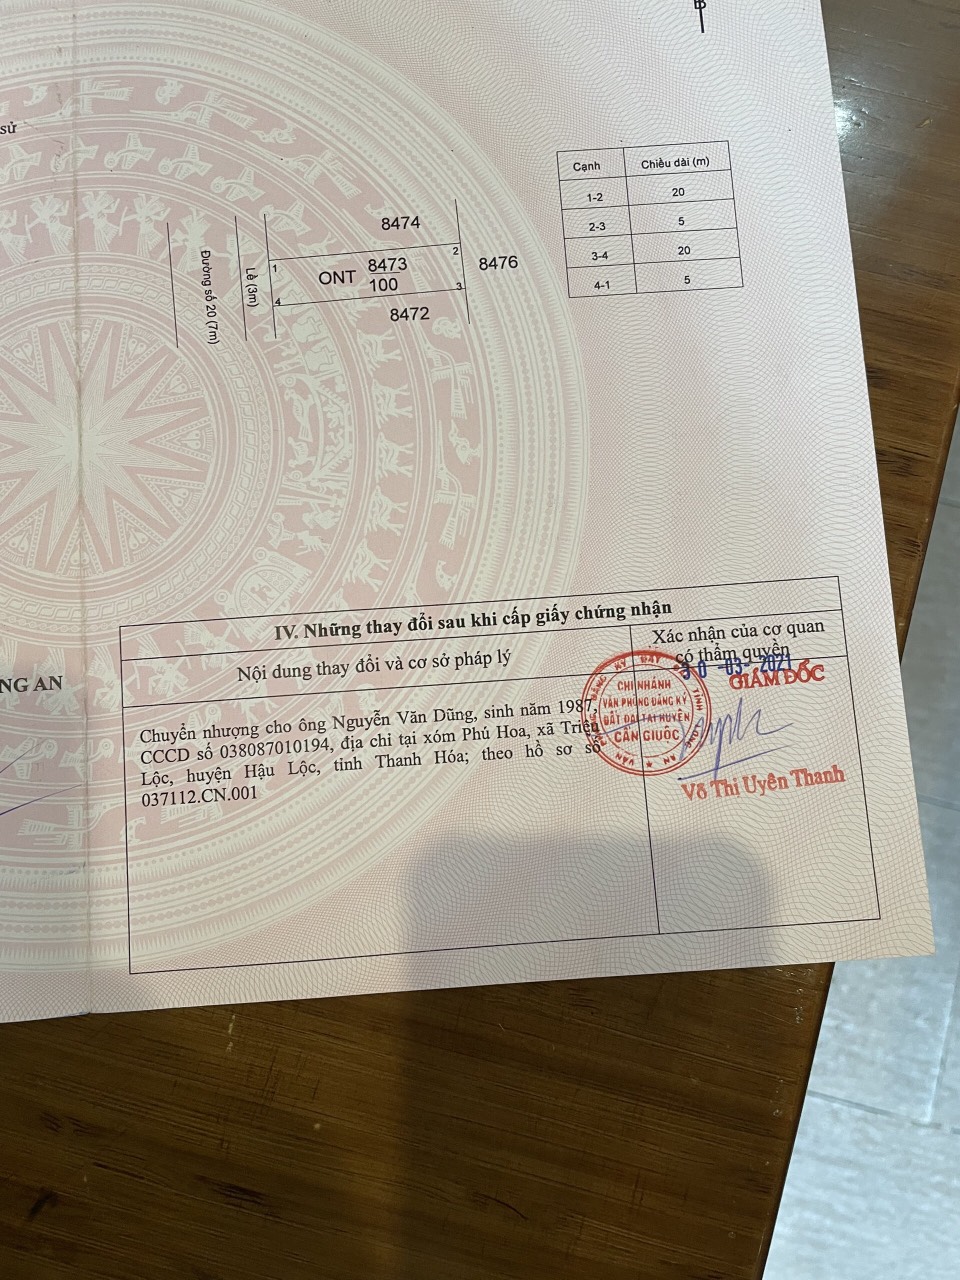 sử
Cạnh Chiều dài (m)
1-2 20
2-3 5
3-4 20
4-1 5
8474
Đường số 20 (7m)
Lề (3m)
1
2
ONT 8473
100
8476
4
3
8472
NG AN
IV. Những thay đổi sau khi cấp giấy chứng nhận
Nội dung thay đổi và cơ sở pháp lý
Xác nhận của cơ quan
có thẩm quyền
Chuyển nhượng cho ông Nguyễn Văn Dũng, sinh năm 1987,
CCCD số 038087010194, địa chỉ tại xóm Phú Hoa, xã Triệu
Lộc, huyện Hậu Lộc, tỉnh Thanh Hóa; theo hồ sơ số
037112.CN.001
30 -03- 2021
GIÁM ĐỐC
CHI NHÁNH
VĂN PHÒNG ĐĂNG KÝ
ĐẤT ĐAI TẠI HUYỆN
CẦN GIUỘC
Võ Thị Uyên Thanh